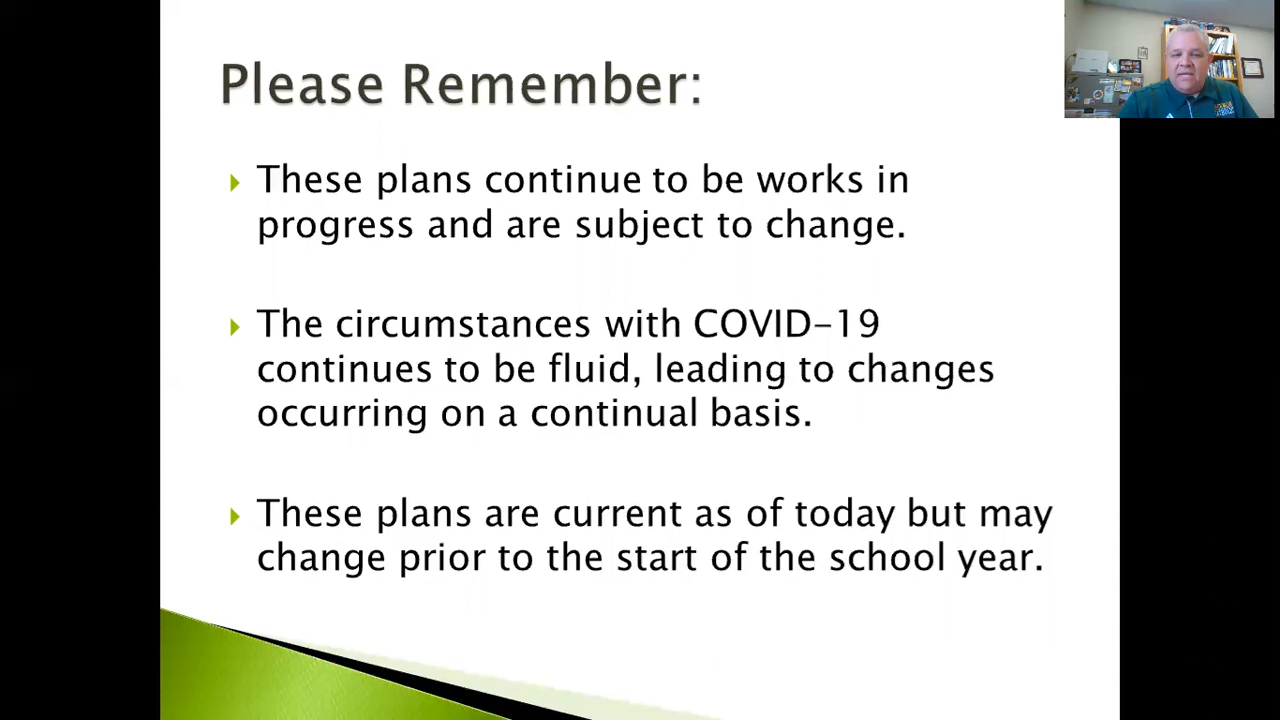 Please Remember:
These plans continue to be works in
progress and are subject to change.
The circumstances with COVID-19
continues to be fluid, leading to changes
occurring on a continual basis.
These plans are current as of today but may
change prior to the start of the school year.